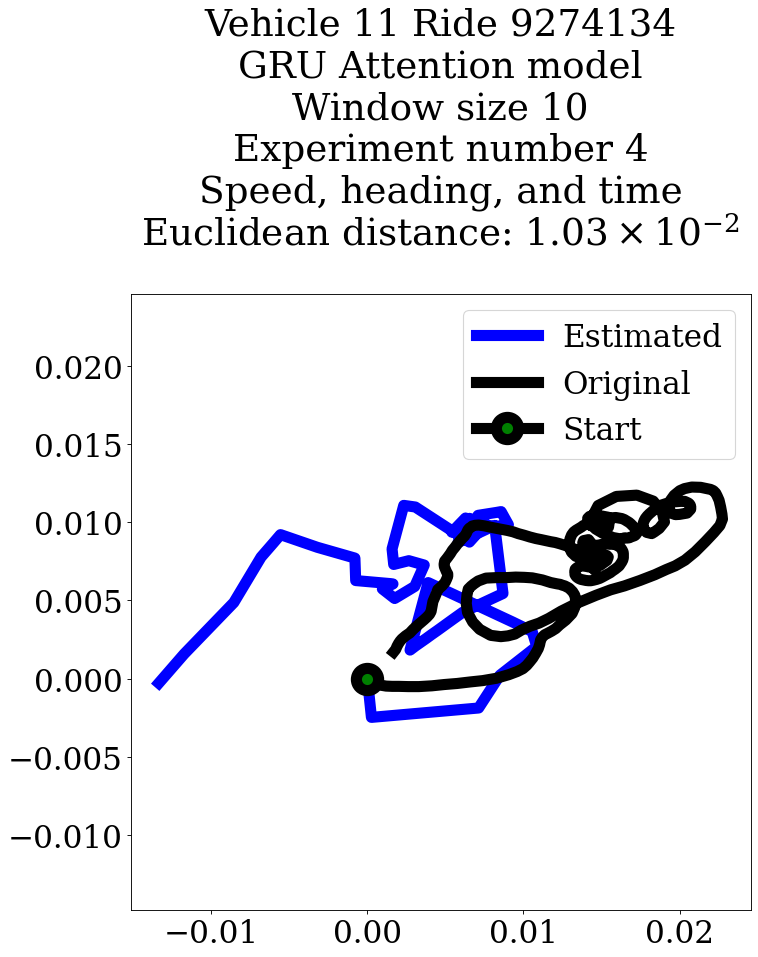 Vehicle 11 Ride 9274134
GRU Attention model
Window size 10
Experiment number 4
Speed, heading, and time
Euclidean distance: 1.03 × 10⁻²
Estimated
Original
Start
0.020
0.015
0.010
0.005
0.000
−0.005
−0.010
−0.01 0.00 0.01 0.02